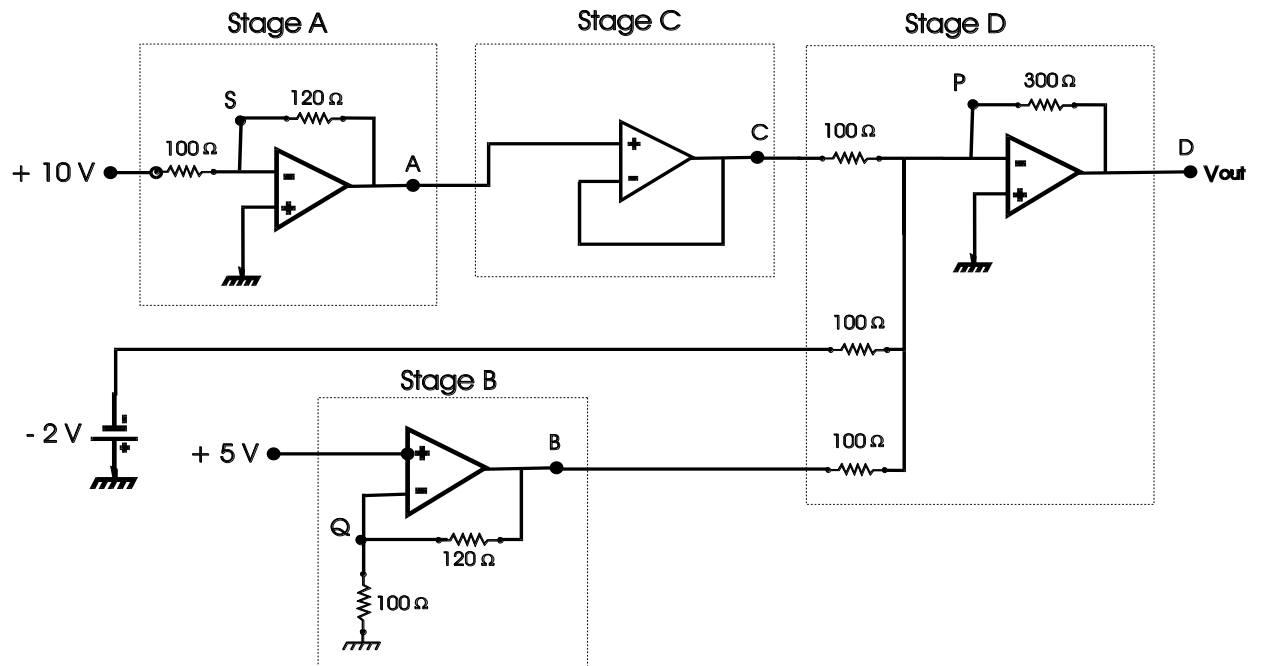 Stage A
Stage C
Stage D
S
120 Ω
100 Ω
+ 10 V
-
+
A
+
-
C
100 Ω
P
300 Ω
-
+
D
Vout
100 Ω
Stage B
- 2 V
-
+
+ 5 V
+
-
B
100 Ω
Q
120 Ω
100 Ω